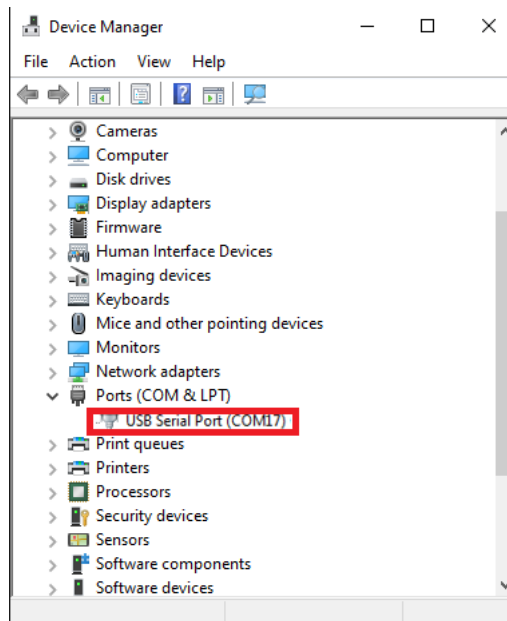 Device Manager
File Action View Help
Cameras
Computer
Disk drives
Display adapters
Firmware
Human Interface Devices
Imaging devices
Keyboards
Mice and other pointing devices
Monitors
Network adapters
Ports (COM & LPT)
USB Serial Port (COM17)
Print queues
Printers
Processors
Security devices
Sensors
Software components
Software devices